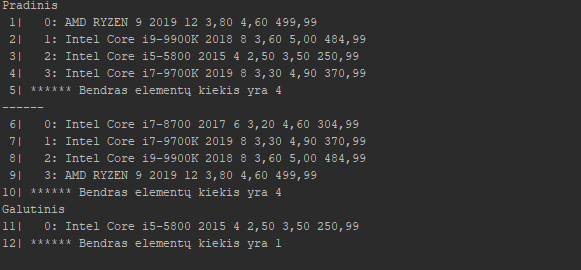 Pradinis
1| 0: AMD RYZEN 9 2019 12 3,80 4,60 499,99
2| 1: Intel Core i9-9900K 2018 8 3,60 5,00 484,99
3| 2: Intel Core i5-5800 2015 4 2,50 3,50 250,99
4| 3: Intel Core i7-9700K 2019 8 3,30 4,90 370,99
5| ****** Bendras elementų kiekis yra 4
------
6| 0: Intel Core i7-8700 2017 6 3,20 4,60 304,99
7| 1: Intel Core i7-9700K 2019 8 3,30 4,90 370,99
8| 2: Intel Core i9-9900K 2018 8 3,60 5,00 484,99
9| 3: AMD RYZEN 9 2019 12 3,80 4,60 499,99
10| ****** Bendras elementų kiekis yra 4
Galutinis
11| 0: Intel Core i5-5800 2015 4 2,50 3,50 250,99
12| ****** Bendras elementų kiekis yra 1